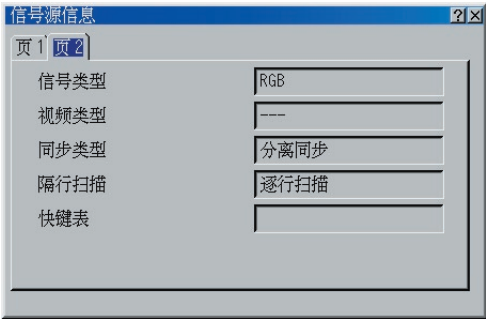 信号源信息 ? ×
页1 页2
信号类型 RGB
视频类型 ---
同步类型 分离同步
隔行扫描 逐行扫描
快键表